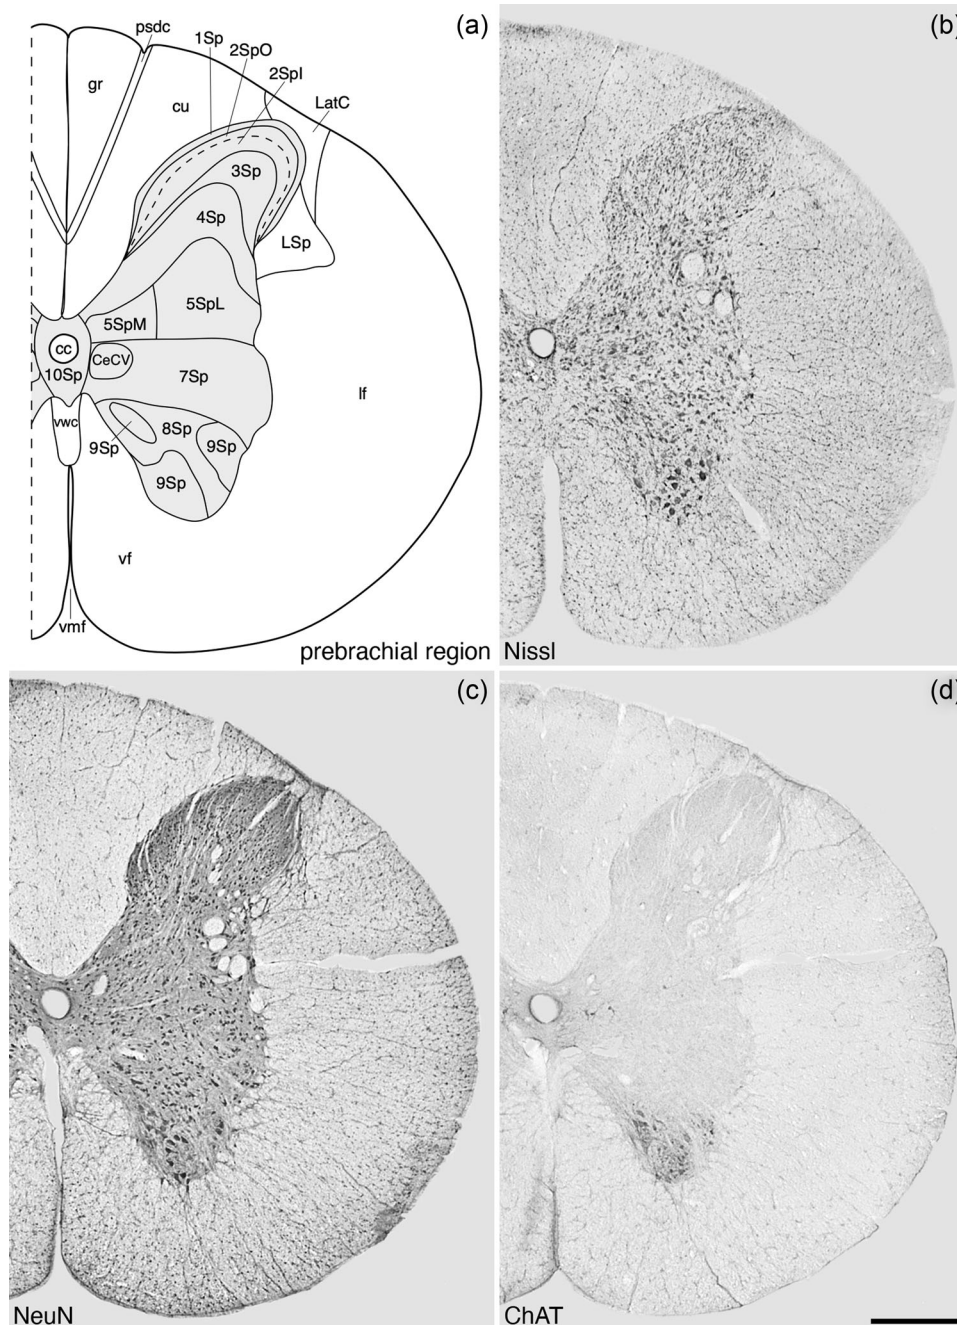 (a)
psdc
1Sp
2SpO
2SpI
gr
cu
LatC
3Sp
4Sp
LSp
5SpL
5SpM
cc
CeCV
10Sp
7Sp
lf
vwc
8Sp
9Sp
9Sp
9Sp
vf
vmf
prebrachial region
(b)
Nissl
(c)
NeuN
(d)
ChAT